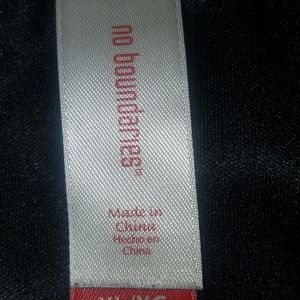 no boundaries
Made in
China
Hecho en
China